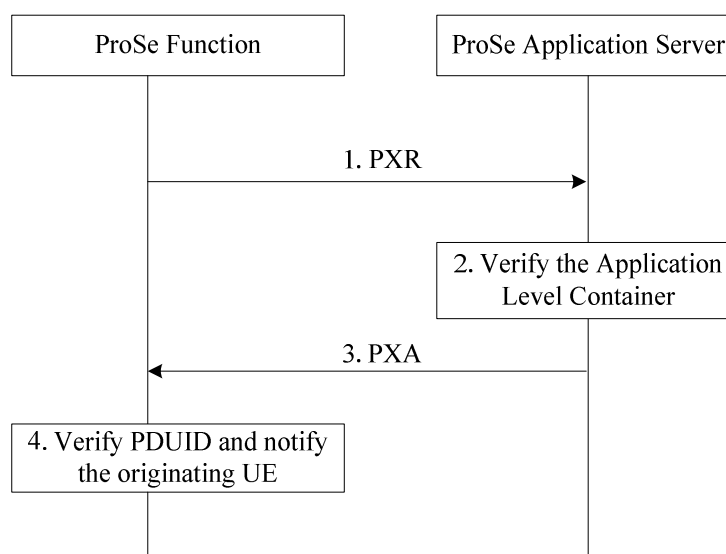 ProSe Function
ProSe Application Server
1. PXR
2. Verify the Application
Level Container
3. PXA
4. Verify PDUID and notify
the originating UE